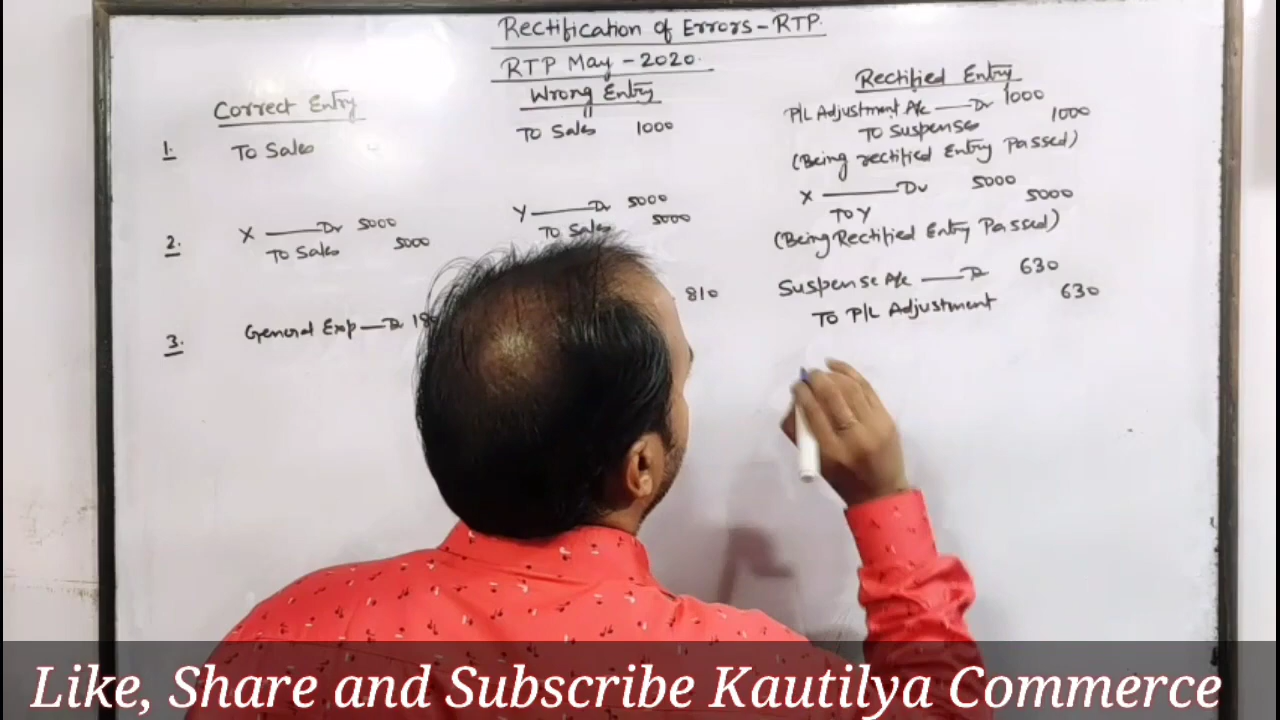 Rectification of Errors - RTP.
RTP May - 2020.
Correct Entry
Wrong Entry
Rectified Entry
1. To Sales
To Sales 1000
P/L Adjustment A/c — Dr 1000
To Suspense 1000
(Being rectified Entry Passed)
2. X — Dr 5000
To Sales 5000
Y — Dr 5000
To Sales 5000
X — Dr 5000
To Y 5000
(Being Rectified Entry Passed)
3. General Exp — Dr
810
Suspense A/c — Dr 630
To P/L Adjustment 630
Like, Share and Subscribe Kautilya Commerce